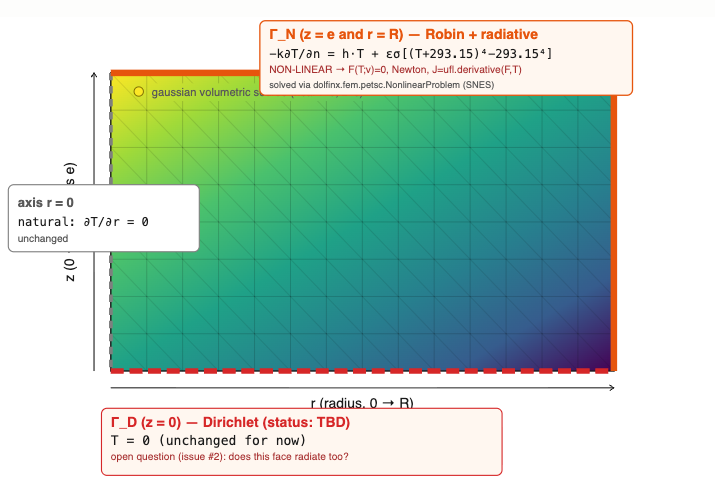 Γ_N (z = e and r = R) — Robin + radiative
-k∂T/∂n = h·T + εσ[(T+293.15)⁴-293.15⁴]
NON-LINEAR → F(T;v)=0, Newton, J=ufl.derivative(F,T)
solved via dolfinx.fem.petsc.NonlinearProblem (SNES)
gaussian volumetric
axis r = 0
natural: ∂T/∂r = 0
unchanged
z (0
s e)
r (radius, 0 → R)
Γ_D (z = 0) — Dirichlet (status: TBD)
T = 0 (unchanged for now)
open question (issue #2): does this face radiate too?